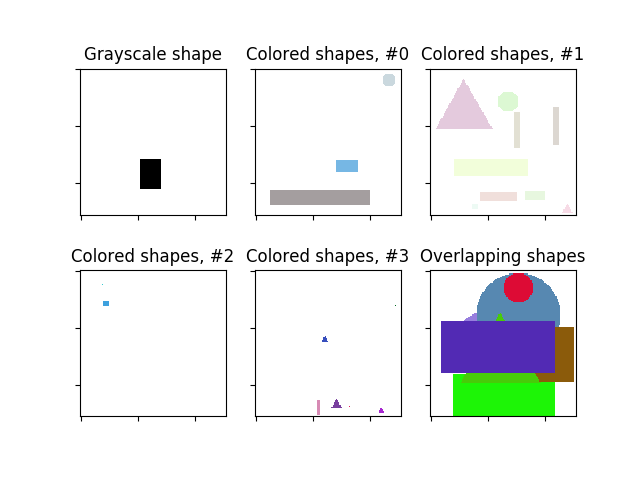 Grayscale shape
Colored shapes, #0
Colored shapes, #1
Colored shapes, #2
Colored shapes, #3
Overlapping shapes